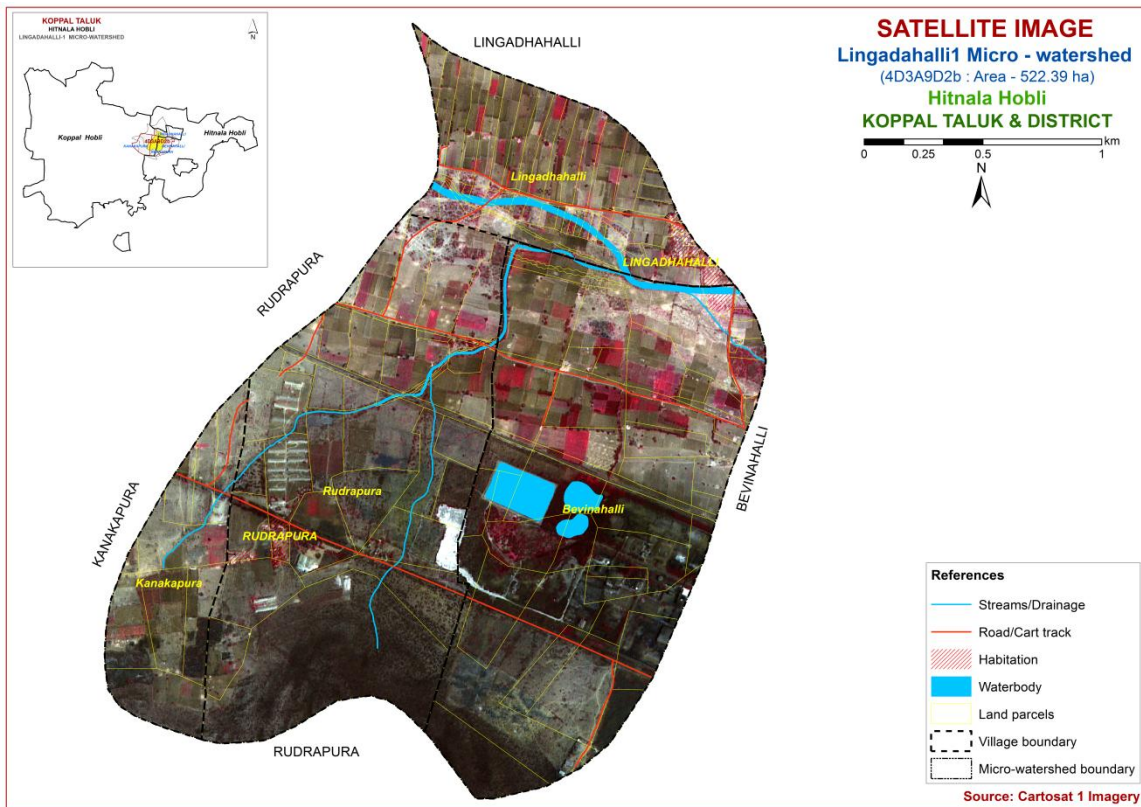 KOPPAL TALUK
HITNALA HOBLI
LINGADAHALLI-1 MICRO-WATERSHED
N
Koppal Hobli
Hitnala Hobli
SATELLITE IMAGE
Lingadahalli1 Micro - watershed
(4D3A9D2b : Area - 522.39 ha)
Hitnala Hobli
KOPPAL TALUK & DISTRICT
km
0 0.25 0.5 1
N
LINGADHAHALLI
Lingadhahalli
LINGADHAHALLI
RUDRAPURA
BEVINAHALLI
Rudrapura
Bevinahalli
KANAKAPURA
RUDRAPURA
Kanakapura
RUDRAPURA
References
Streams/Drainage
Road/Cart track
Habitation
Waterbody
Land parcels
Village boundary
Micro-watershed boundary
Source: Cartosat 1 Imagery